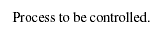 Process to be controlled.